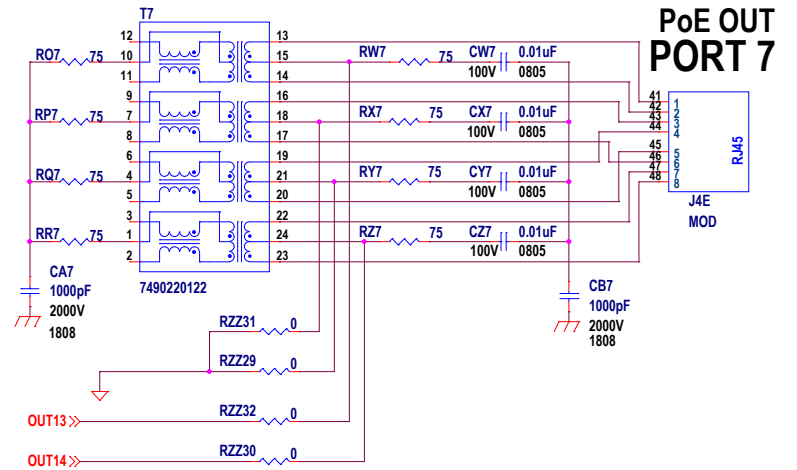 T7
PoE OUT
PORT 7
12
10
11
9
7
8
6
4
5
3
1
2
13
15
14
16
18
17
19
21
20
22
24
23
RO7 75
RP7 75
RQ7 75
RR7 75
RW7 75 CW7 0.01uF
100V 0805
RX7 75 CX7 0.01uF
100V 0805
RY7 75 CY7 0.01uF
100V 0805
RZ7 75 CZ7 0.01uF
100V 0805
41 1
42 2
43 3
44 4
45 5
46 6
47 7
48 8
RJ45
J4E
MOD
CA7
1000pF
2000V
1808
7490220122
CB7
1000pF
2000V
1808
RZZ31 0
RZZ29 0
OUT13 RZZ32 0
OUT14 RZZ30 0